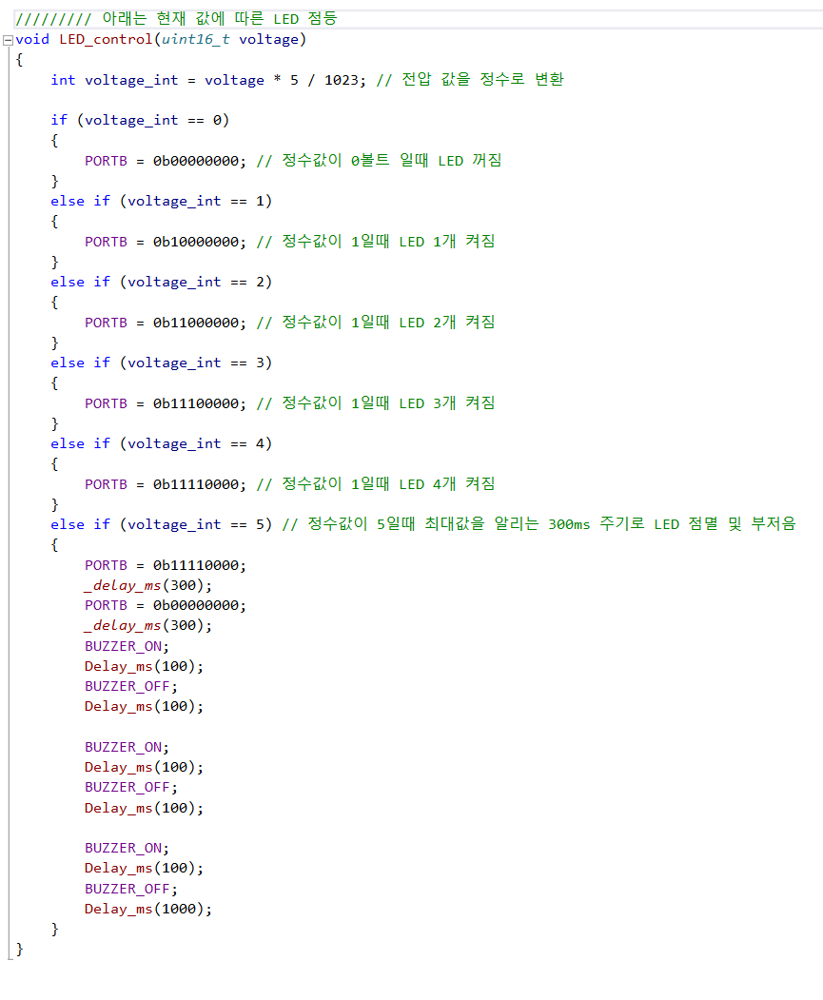 ///////// 아래는 현재 값에 따른 LED 점등
void LED_control(uint16_t voltage)
{
    int voltage_int = voltage * 5 / 1023; // 전압 값을 정수로 변환

    if (voltage_int == 0)
    {
        PORTB = 0b00000000; // 정수값이 0볼트 일때 LED 꺼짐
    }
    else if (voltage_int == 1)
    {
        PORTB = 0b10000000; // 정수값이 1일때 LED 1개 켜짐
    }
    else if (voltage_int == 2)
    {
        PORTB = 0b11000000; // 정수값이 1일때 LED 2개 켜짐
    }
    else if (voltage_int == 3)
    {
        PORTB = 0b11100000; // 정수값이 1일때 LED 3개 켜짐
    }
    else if (voltage_int == 4)
    {
        PORTB = 0b11110000; // 정수값이 1일때 LED 4개 켜짐
    }
    else if (voltage_int == 5) // 정수값이 5일때 최대값을 알리는 300ms 주기로 LED 점멸 및 부저음
    {
        PORTB = 0b11110000;
        _delay_ms(300);
        PORTB = 0b00000000;
        _delay_ms(300);
        BUZZER_ON;
        Delay_ms(100);
        BUZZER_OFF;
        Delay_ms(100);

        BUZZER_ON;
        Delay_ms(100);
        BUZZER_OFF;
        Delay_ms(100);

        BUZZER_ON;
        Delay_ms(100);
        BUZZER_OFF;
        Delay_ms(1000);
    }
}